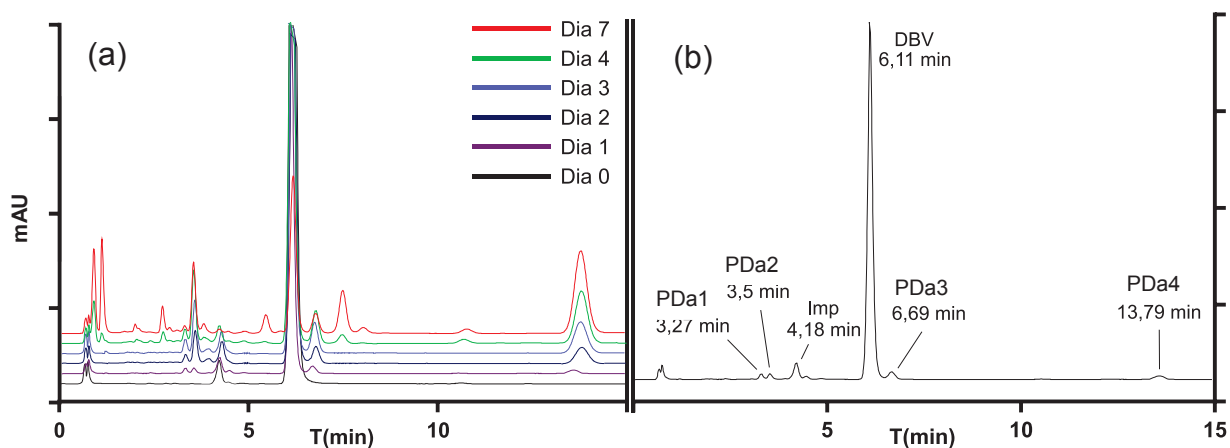 (a)
Dia 7
Dia 4
Dia 3
Dia 2
Dia 1
Dia 0
mAU
0
5
10
T(min)
(b)
DBV
6,11 min
PDa1
3,27 min
PDa2
3,5 min
Imp
4,18 min
PDa3
6,69 min
PDa4
13,79 min
5
10
15
T(min)